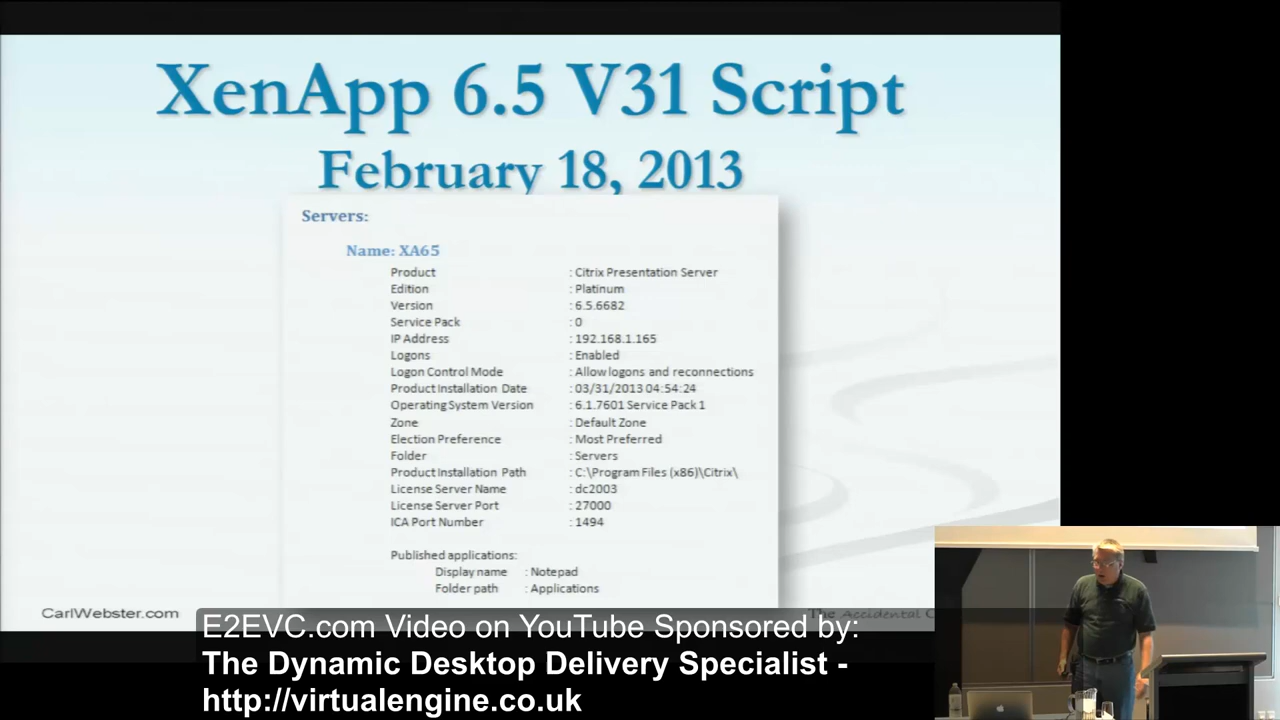 XenApp 6.5 V31 Script
February 18, 2013
Servers:
Name: XA65
Product : Citrix Presentation Server
Edition : Platinum
Version : 6.5.6682
Service Pack : 0
IP Address : 192.168.1.165
Logons : Enabled
Logon Control Mode : Allow logons and reconnections
Product Installation Date : 03/31/2013 04:54:24
Operating System Version : 6.1.7601 Service Pack 1
Zone : Default Zone
Election Preference : Most Preferred
Folder : Servers
Product Installation Path : C:\Program Files (x86)\Citrix\
License Server Name : dc2003
License Server Port : 27000
ICA Port Number : 1494
Published applications:
Display name : Notepad
Folder path : Applications
CarlWebster.com
The Accidental C
E2EVC.com Video on YouTube Sponsored by:
The Dynamic Desktop Delivery Specialist -
http://virtualengine.co.uk